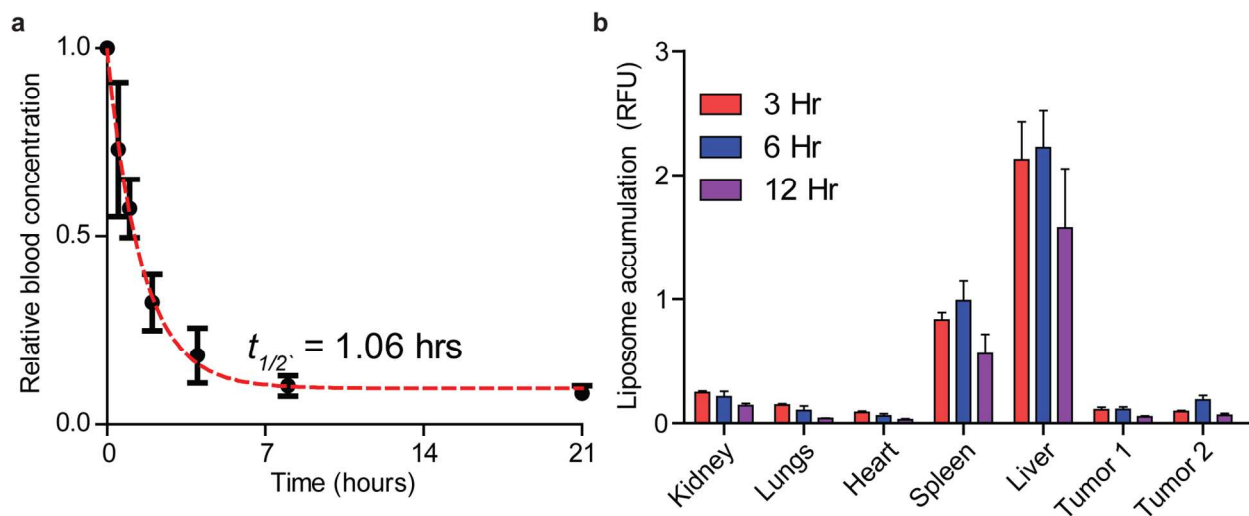 a
1.0
0.5
0.0
0
7
14
21
Relative blood concentration
Time (hours)
t1/2` = 1.06 hrs
b
3
2
1
0
Liposome accumulation (RFU)
3 Hr
6 Hr
12 Hr
Kidney
Lungs
Heart
Spleen
Liver
Tumor 1
Tumor 2